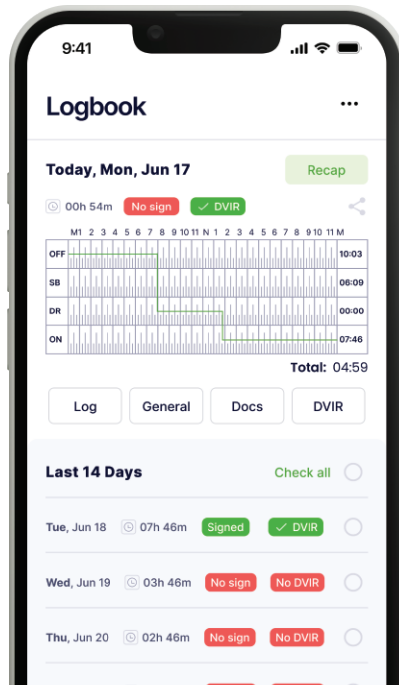 9:41
Logbook
Today, Mon, Jun 17
Recap
00h 54m No sign DVIR
M1 2 3 4 5 6 7 8 9 10 11 N 1 2 3 4 5 6 7 8 9 10 11 M
OFF 10:03
SB 06:09
DR 00:00
ON 07:46
Total: 04:59
Log General Docs DVIR
Last 14 Days Check all
Tue, Jun 18 07h 46m Signed DVIR
Wed, Jun 19 03h 46m No sign No DVIR
Thu, Jun 20 02h 46m No sign No DVIR